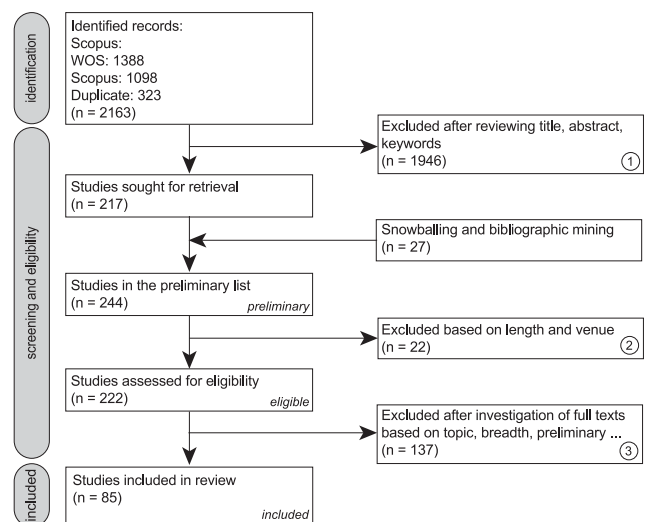 identification
Identified records:
Scopus:
WOS: 1388
Scopus: 1098
Duplicate: 323
(n = 2163)
Excluded after reviewing title, abstract,
keywords
(n = 1946)
1
screening and eligibility
Studies sought for retrieval
(n = 217)
Snowballing and bibliographic mining
(n = 27)
Studies in the preliminary list
(n = 244)
preliminary
Excluded based on length and venue
(n = 22)
2
Studies assessed for eligibility
(n = 222)
eligible
Excluded after investigation of full texts
based on topic, breadth, preliminary ...
(n = 137)
3
included
Studies included in review
(n = 85)
included